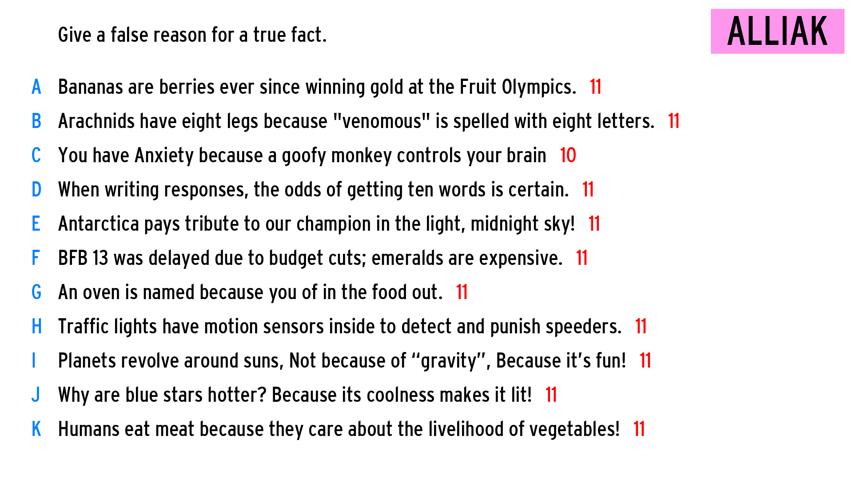 Give a false reason for a true fact.
ALLIAK
A Bananas are berries ever since winning gold at the Fruit Olympics. 11
B Arachnids have eight legs because "venomous" is spelled with eight letters. 11
C You have Anxiety because a goofy monkey controls your brain 10
D When writing responses, the odds of getting ten words is certain. 11
E Antarctica pays tribute to our champion in the light, midnight sky! 11
F BFB 13 was delayed due to budget cuts; emeralds are expensive. 11
G An oven is named because you of in the food out. 11
H Traffic lights have motion sensors inside to detect and punish speeders. 11
I Planets revolve around suns, Not because of “gravity”, Because it’s fun! 11
J Why are blue stars hotter? Because its coolness makes it lit! 11
K Humans eat meat because they care about the livelihood of vegetables! 11